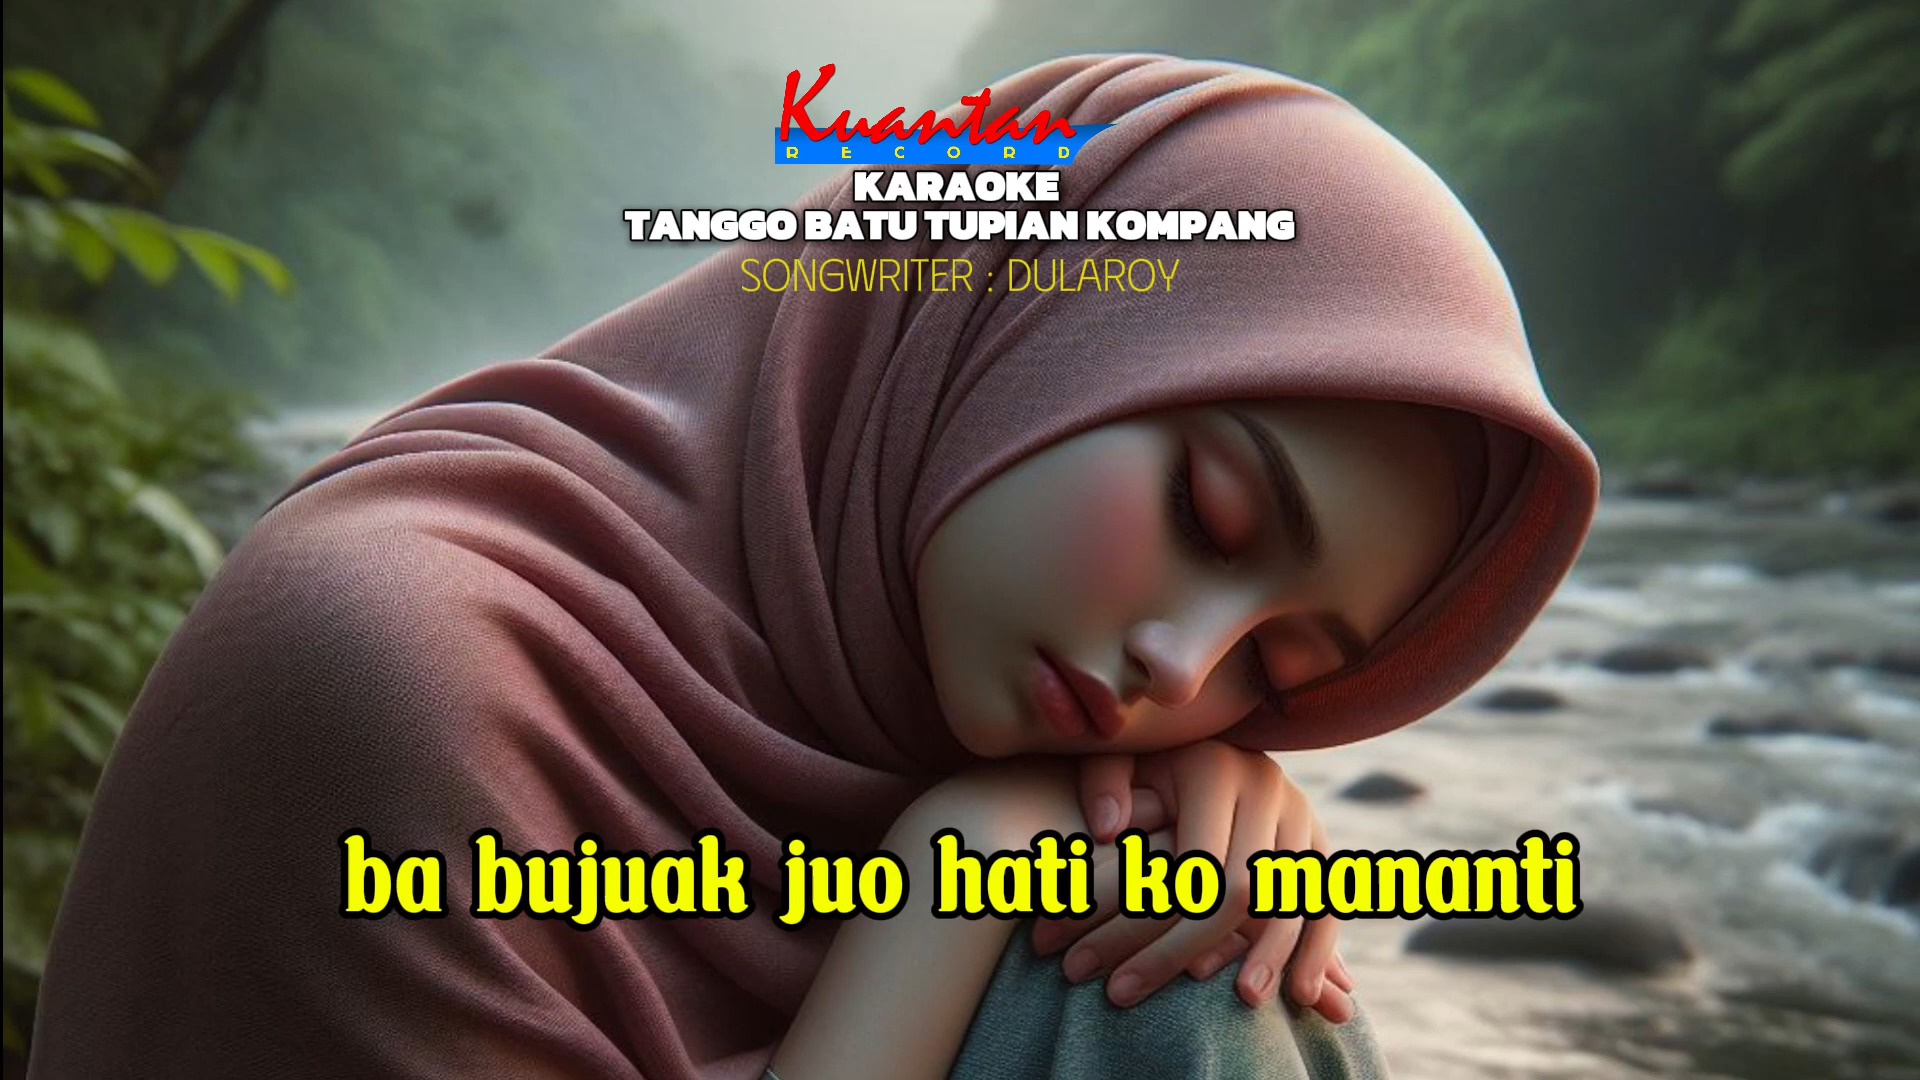 Kuantan
RECORD
KARAOKE
TANGGO BATU TUPIAN KOMPANG
SONGWRITER : DULAROY
ba bujuak juo hati ko mananti